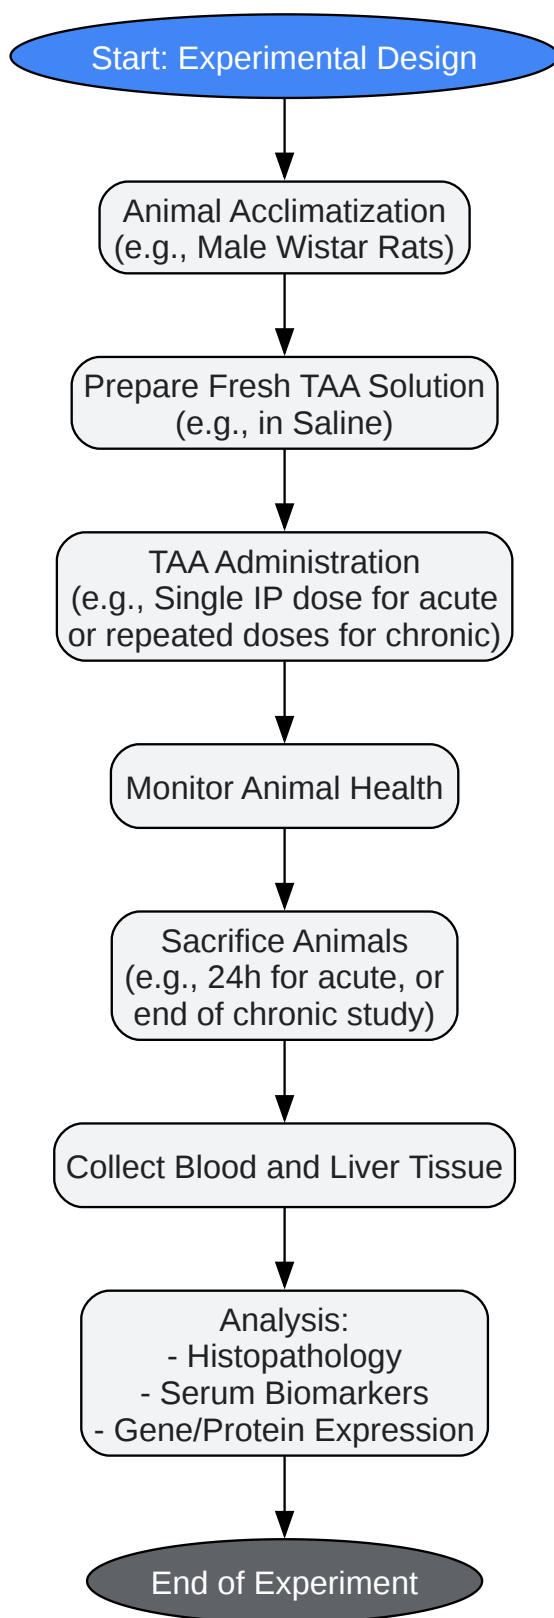 Start: Experimental Design
Animal Acclimatization
(e.g., Male Wistar Rats)
Prepare Fresh TAA Solution
(e.g., in Saline)
TAA Administration
(e.g., Single IP dose for acute
or repeated doses for chronic)
Monitor Animal Health
Sacrifice Animals
(e.g., 24h for acute, or
end of chronic study)
Collect Blood and Liver Tissue
Analysis:
- Histopathology
- Serum Biomarkers
- Gene/Protein Expression
End of Experiment